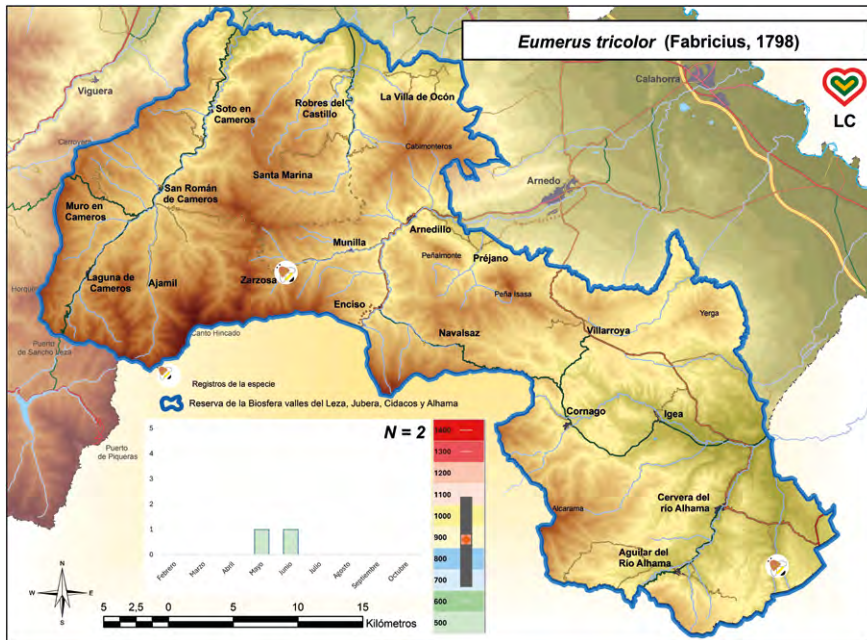 Eumerus tricolor (Fabricius, 1798)
LC
Viguera
Calahorra
Soto en
Cameros
Robres del
Castillo
La Villa de Ocón
Cabimonteros
Santa Marina
Arnedo
San Román
de Cameros
Muro en
Cameros
Arnedillo
Munilla
Peñalmonte
Préjano
Zarzosa
Laguna de
Cameros
Ajamil
Peña Isasa
Enciso
Yerga
Villarroya
Navalsaz
Canto Hincado
Puerto
de Sancho Leza
Registros de la especie
Reserva de la Biosfera valles del Leza, Jubera, Cidacos y Alhama
Cornago
Igea
N = 2
5
4
3
2
1
0
Febrero
Marzo
Abril
Mayo
Junio
Julio
Agosto
Septiembre
Octubre
1400
1300
1200
1100
1000
900
800
700
600
500
Puerto
de Piqueras
Alcarama
Cervera del
río Alhama
Aguilar del
Río Alhama
N
W
E
S
5 2,5 0 5 10 15
Kilómetros